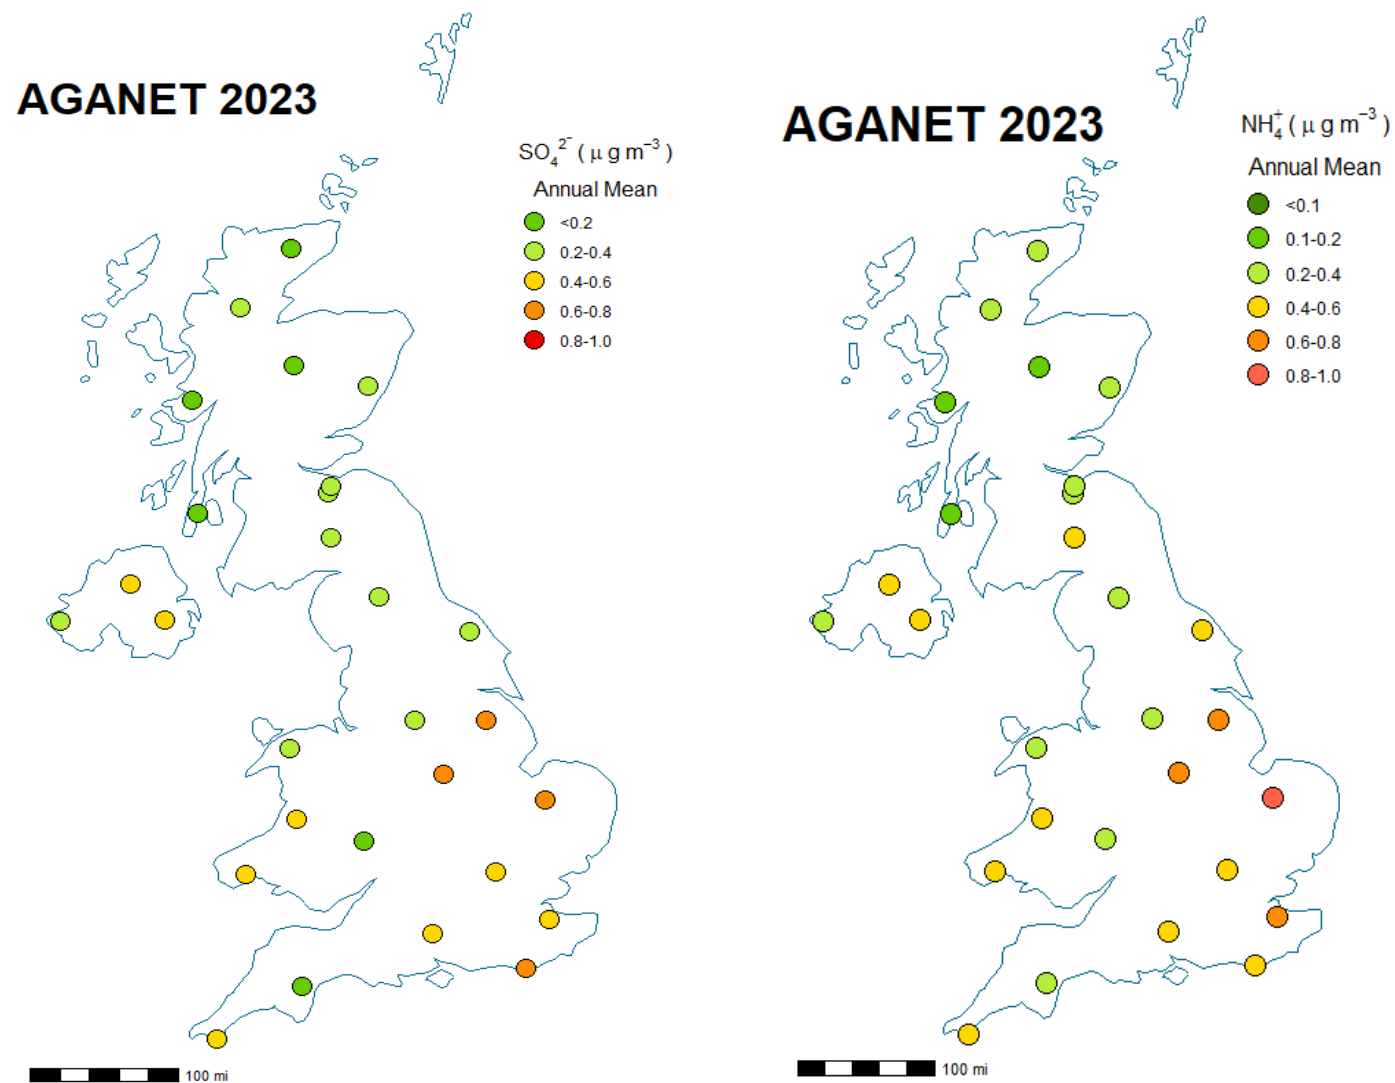 AGANET 2023
SO₄²⁻ ( μ g m⁻³ )
Annual Mean
<0.2
0.2-0.4
0.4-0.6
0.6-0.8
0.8-1.0
100 mi
AGANET 2023
NH₄⁺ ( μ g m⁻³ )
Annual Mean
<0.1
0.1-0.2
0.2-0.4
0.4-0.6
0.6-0.8
0.8-1.0
100 mi